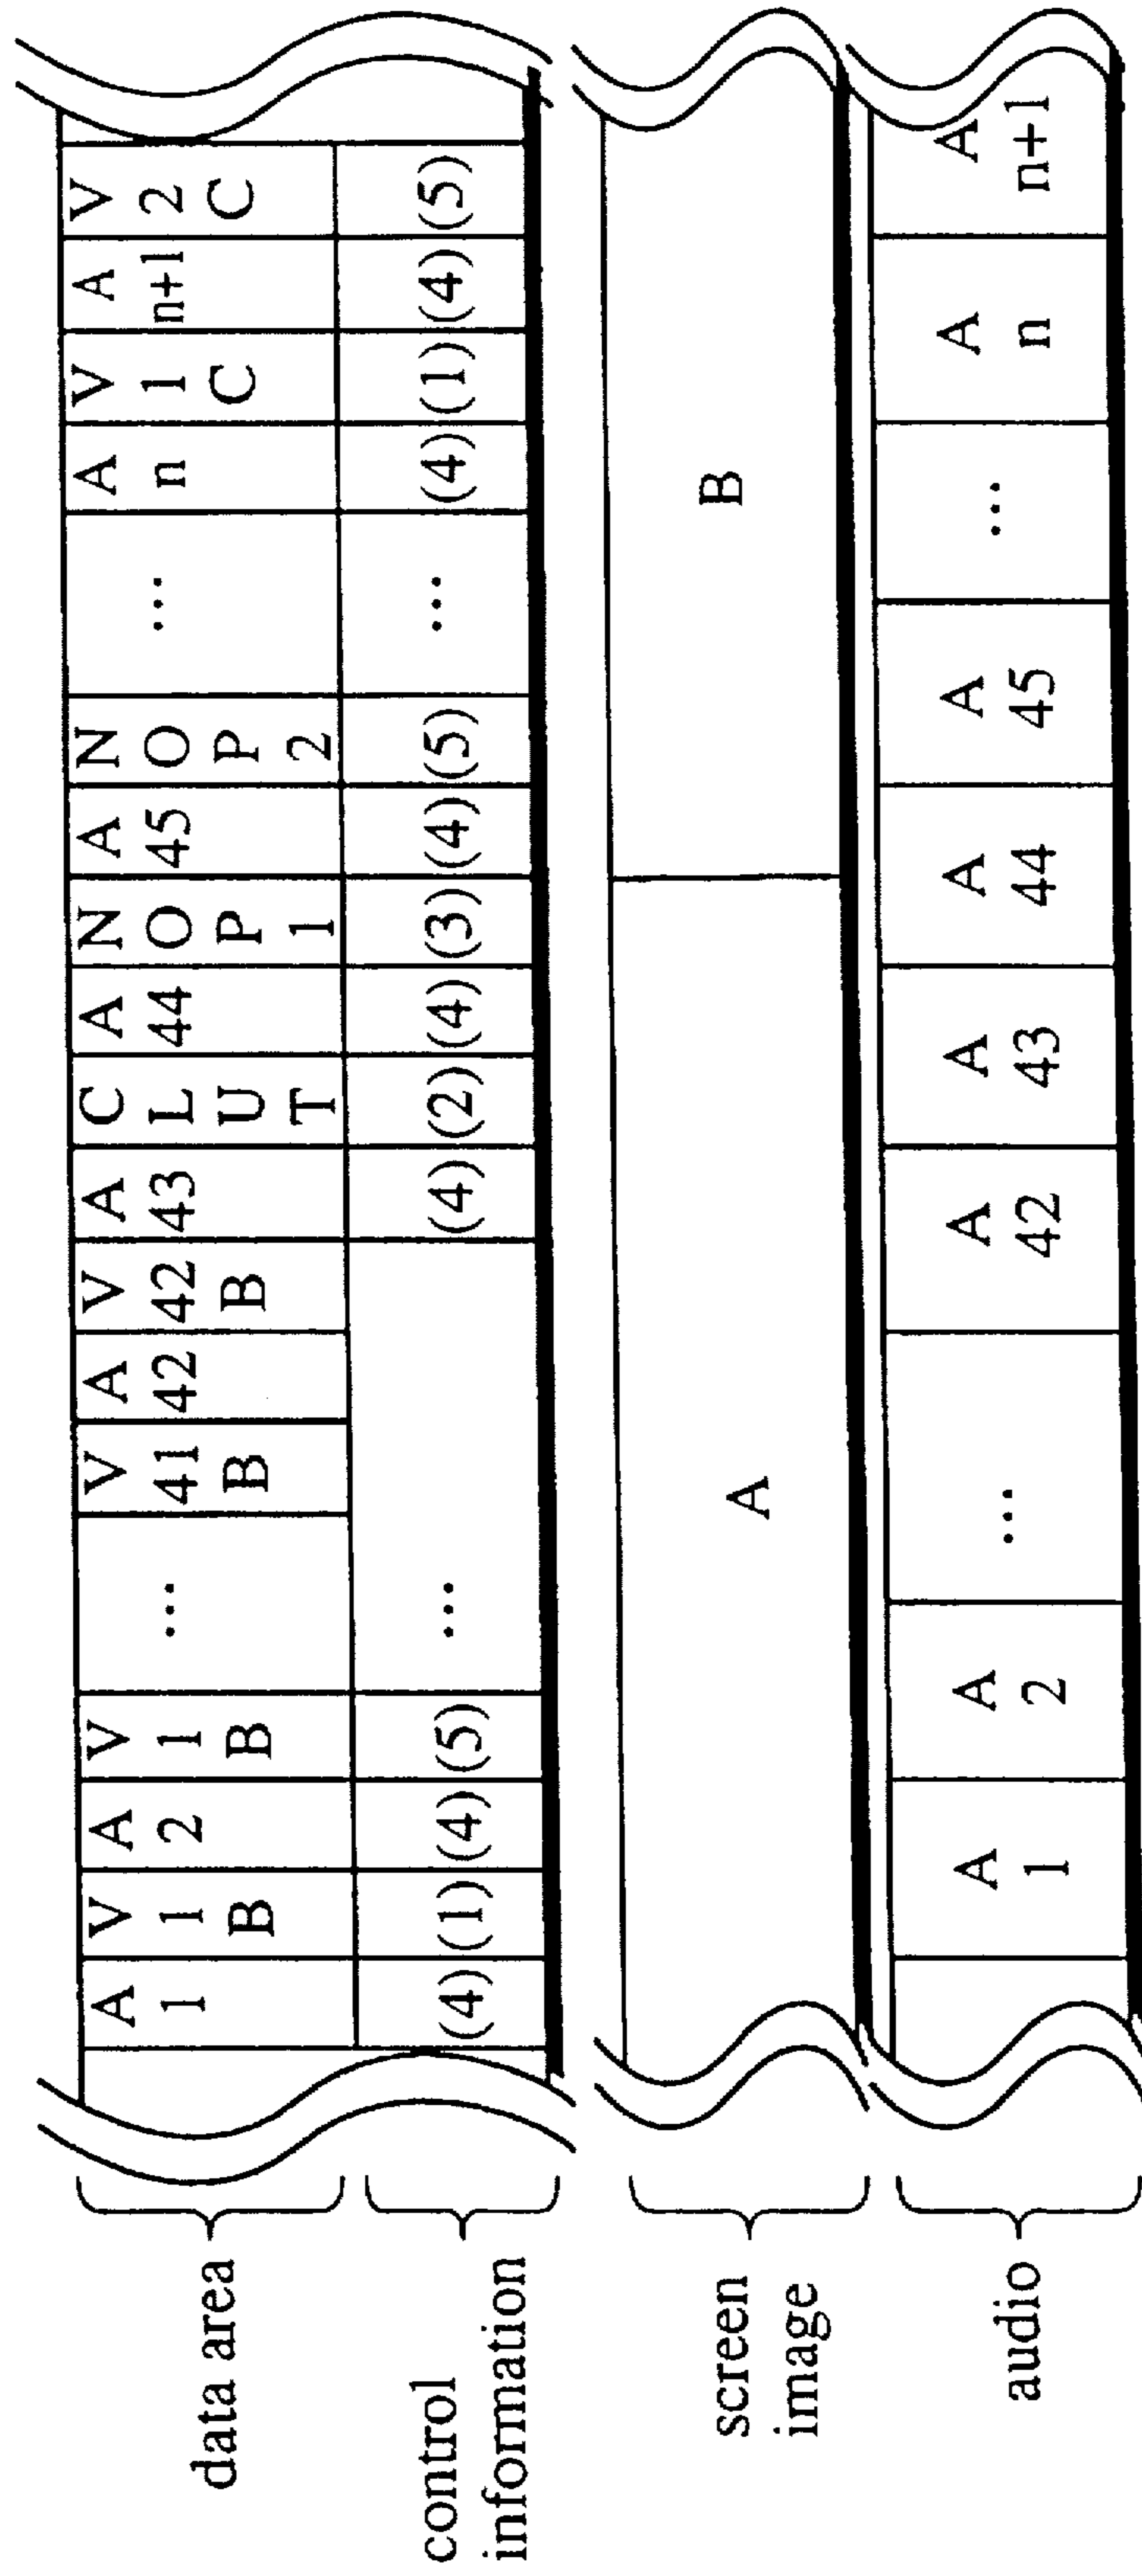 data area
A 1
V 1 B
A 2
V 1 B
...
V 41 B
A 42
V 42 B
A 43
C L U T
A 44
N O P 1
A 45
N O P 2
...
A n
V 1 C
A n+1
V 2 C
control information
(4)
(1)
(4)
(5)
...
(4)
(2)
(4)
(3)
(4)
(5)
...
(4)
(1)
(4)
(5)
screen image
A
B
audio
A 1
A 2
...
A 42
A 43
A 44
A 45
...
A n
A n+1